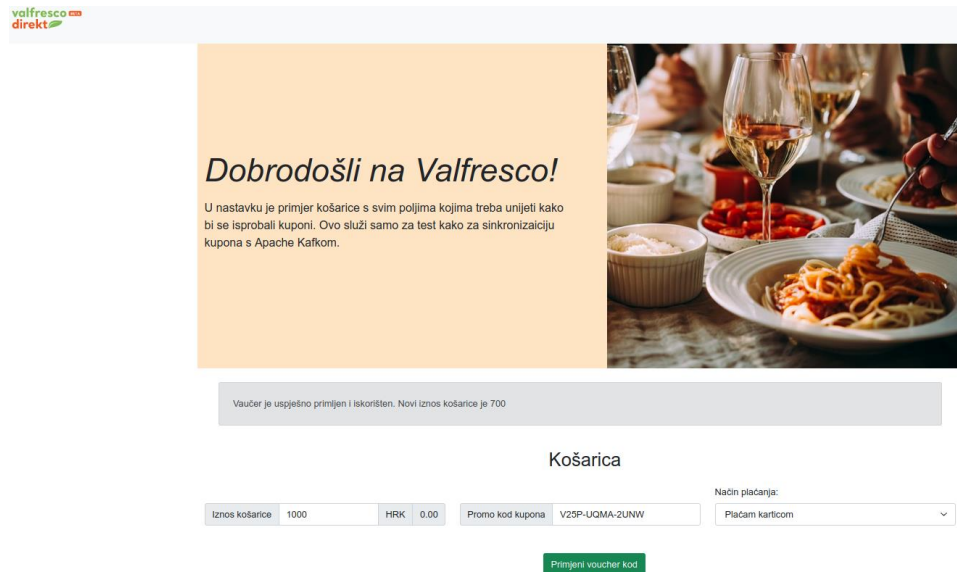 valfresco BETA
direkt
Dobrodošli na Valfresco!
U nastavku je primjer košarice s svim poljima kojima treba unijeti kako
bi se isprobali kuponi. Ovo služi samo za test kako za sinkronizaiciju
kupona s Apache Kafkom.
Vaučer je uspješno primljen i iskorišten. Novi iznos košarice je 700
Košarica
Način plaćanja:
Iznos košarice 1000 HRK 0.00 Promo kod kupona V25P-UQMA-2UNW Plaćam karticom
Primjeni voucher kod